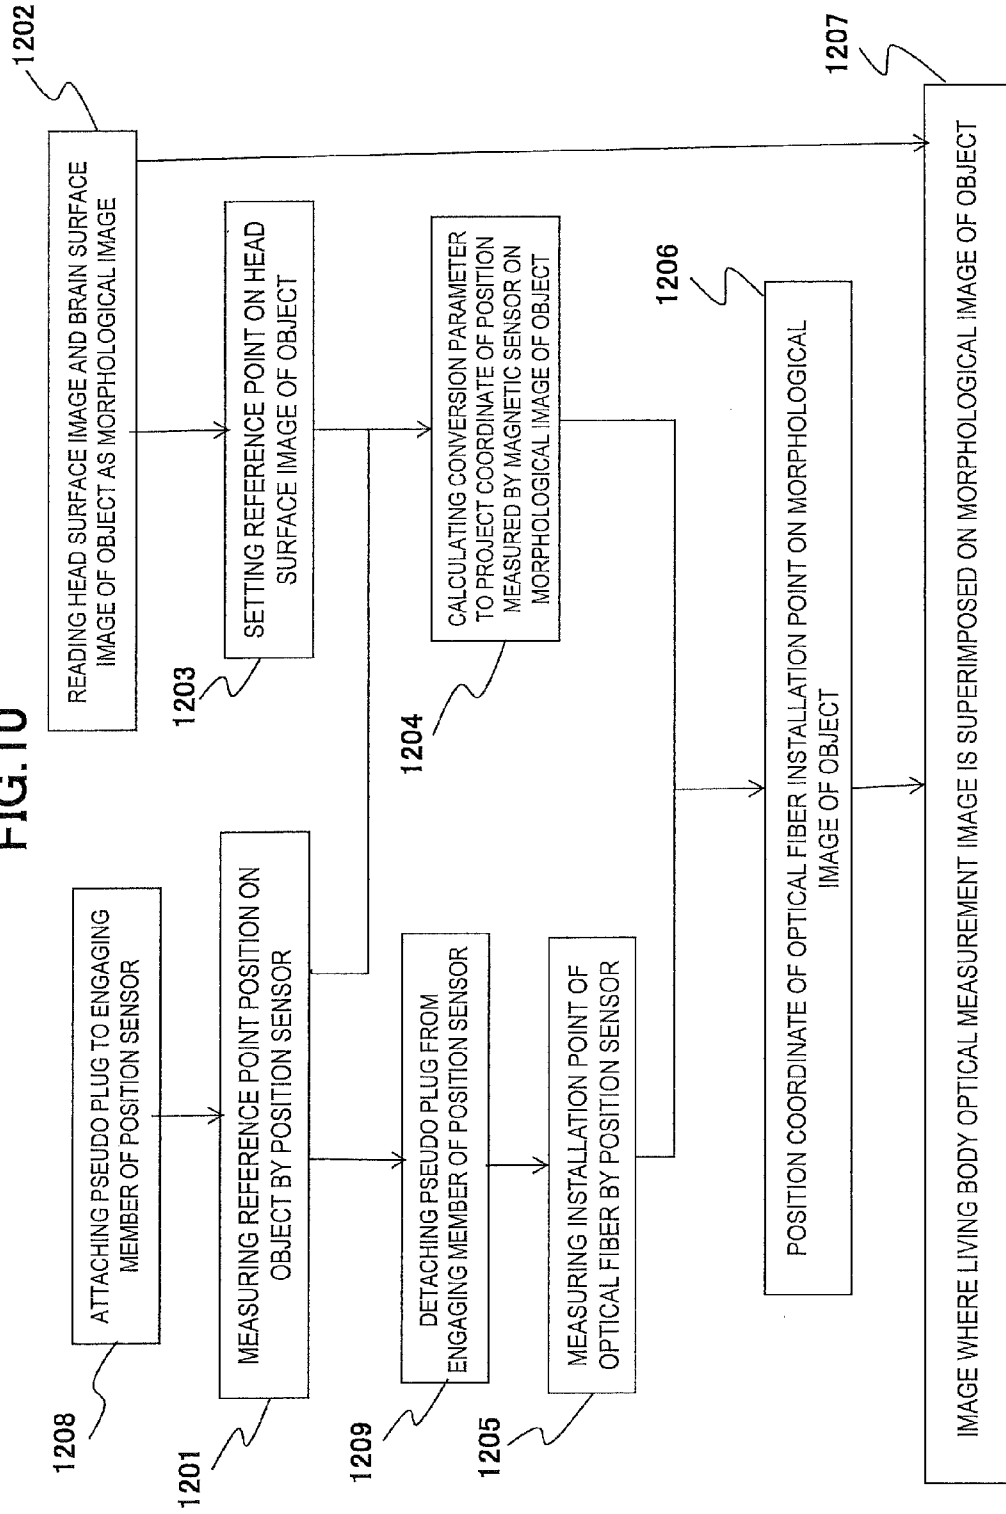 FIG.10
1208
ATTACHING PSEUDO PLUG TO ENGAGING
MEMBER OF POSITION SENSOR
1202
READING HEAD SURFACE IMAGE AND BRAIN SURFACE
IMAGE OF OBJECT AS MORPHOLOGICAL IMAGE
1201
MEASURING REFERENCE POINT POSITION ON
OBJECT BY POSITION SENSOR
1203
SETTING REFERENCE POINT ON HEAD
SURFACE IMAGE OF OBJECT
1209
DETACHING PSEUDO PLUG FROM
ENGAGING MEMBER OF POSITION SENSOR
1204
CALCULATING CONVERSION PARAMETER
TO PROJECT COORDINATE OF POSITION
MEASURED BY MAGNETIC SENSOR ON
MORPHOLOGICAL IMAGE OF OBJECT
1205
MEASURING INSTALLATION POINT OF
OPTICAL FIBER BY POSITION SENSOR
1206
POSITION COORDINATE OF OPTICAL FIBER INSTALLATION POINT ON MORPHOLOGICAL
IMAGE OF OBJECT
1207
IMAGE WHERE LIVING BODY OPTICAL MEASUREMENT IMAGE IS SUPERIMPOSED ON MORPHOLOGICAL IMAGE OF OBJECT